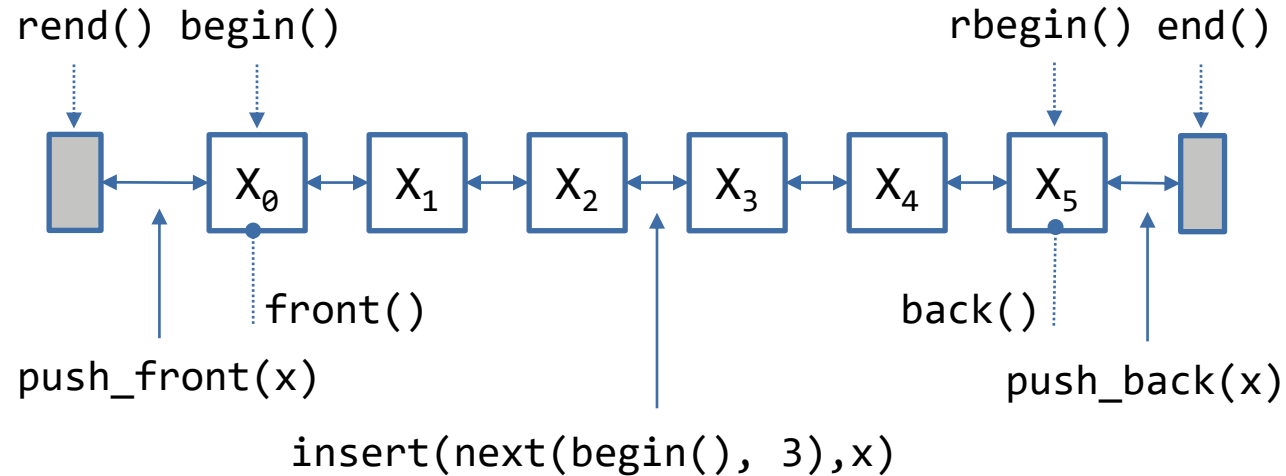 rend() begin() rbegin() end()
X₀ X₁ X₂ X₃ X₄ X₅
front() back()
push_front(x) push_back(x)
insert(next(begin(), 3),x)